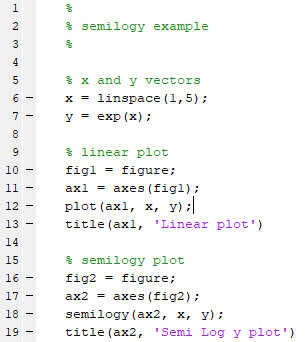 1 %
2 % semilogy example
3 %
4
5 % x and y vectors
6 – x = linspace(1,5);
7 – y = exp(x);
8
9 % linear plot
10 – fig1 = figure;
11 – ax1 = axes(fig1);
12 – plot(ax1, x, y);
13 – title(ax1, 'Linear plot')
14
15 % semilogy plot
16 – fig2 = figure;
17 – ax2 = axes(fig2);
18 – semilogy(ax2, x, y);
19 – title(ax2, 'Semi Log y plot')